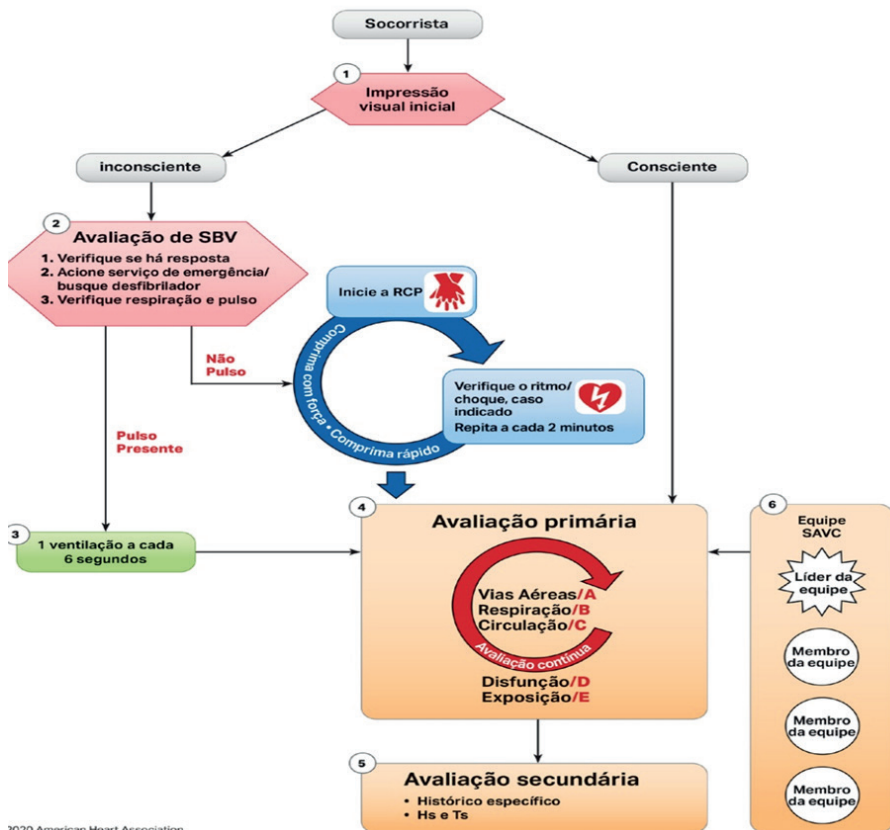 Socorrista
1
Impressão
visual inicial
inconsciente
Consciente
2
Avaliação de SBV
1. Verifique se há resposta
2. Acione serviço de emergência/
busque desfibrilador
3. Verifique respiração e pulso
Não
Pulso
Pulso
Presente
Inicie a RCP
Comprima com força • Comprima rápido
Verifique o ritmo/
choque, caso
indicado
Repita a cada 2 minutos
3
1 ventilação a cada
6 segundos
4
Avaliação primária
Vias Aéreas/A
Respiração/B
Circulação/C
Avaliação contínua
Disfunção/D
Exposição/E
5
Avaliação secundária
• Histórico específico
• Hs e Ts
6
Equipe
SAVC
Líder da
equipe
Membro
da equipe
Membro
da equipe
Membro
da equipe
2020 American Heart Association